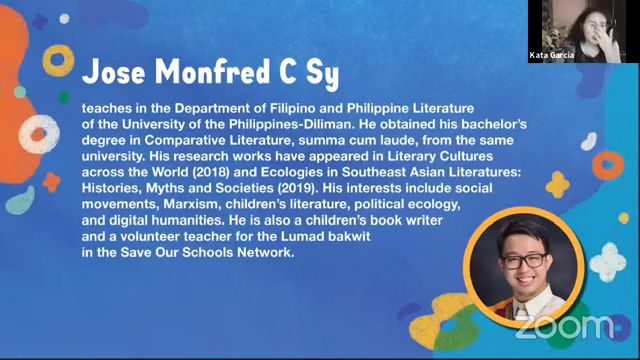 Kata Garcia
Jose Monfred C Sy
teaches in the Department of Filipino and Philippine Literature
of the University of the Philippines-Diliman. He obtained his bachelor's
degree in Comparative Literature, summa cum laude, from the same
university. His research works have appeared in Literary Cultures
across the World (2018) and Ecologies in Southeast Asian Literatures:
Histories, Myths and Societies (2019). His interests include social
movements, Marxism, children's literature, political ecology,
and digital humanities. He is also a children's book writer
and a volunteer teacher for the Lumad bakwit
in the Save Our Schools Network.
zoom